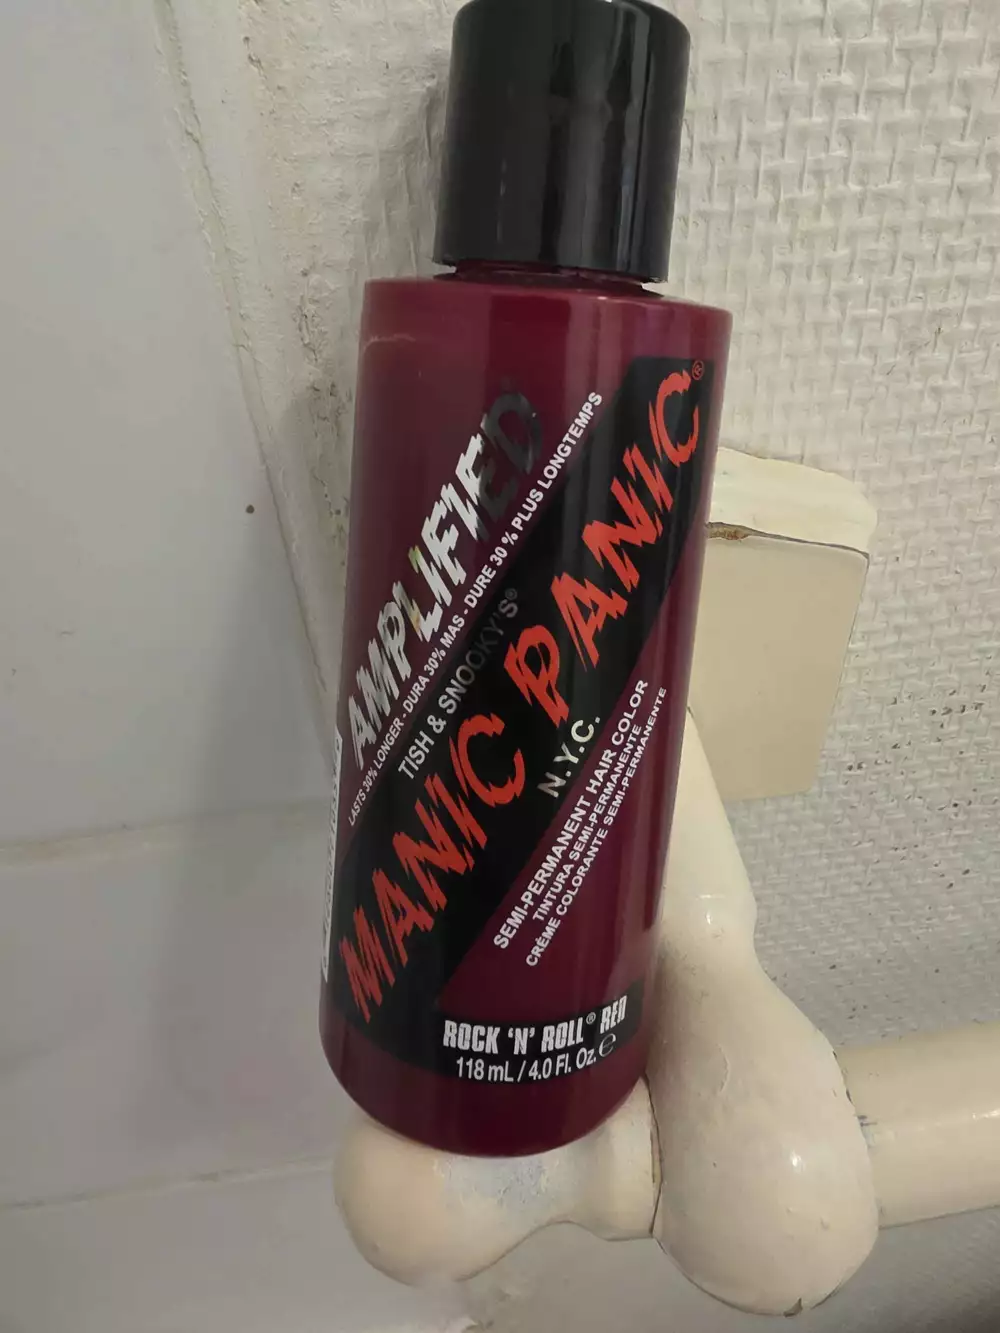 AMPLIFIED
LASTS 30% LONGER - DURA 30% MAS - DURE 30% PLUS LONGTEMPS
TISH & SNOOKY'S®
MANIC PANIC®
N.Y.C.
SEMI-PERMANENT HAIR COLOR
TINTURA SEMI-PERMANENTE
CRÈME COLORANTE SEMI-PERMANENTE
ROCK 'N' ROLL® RED
118 mL / 4.0 Fl. Oz. ℮